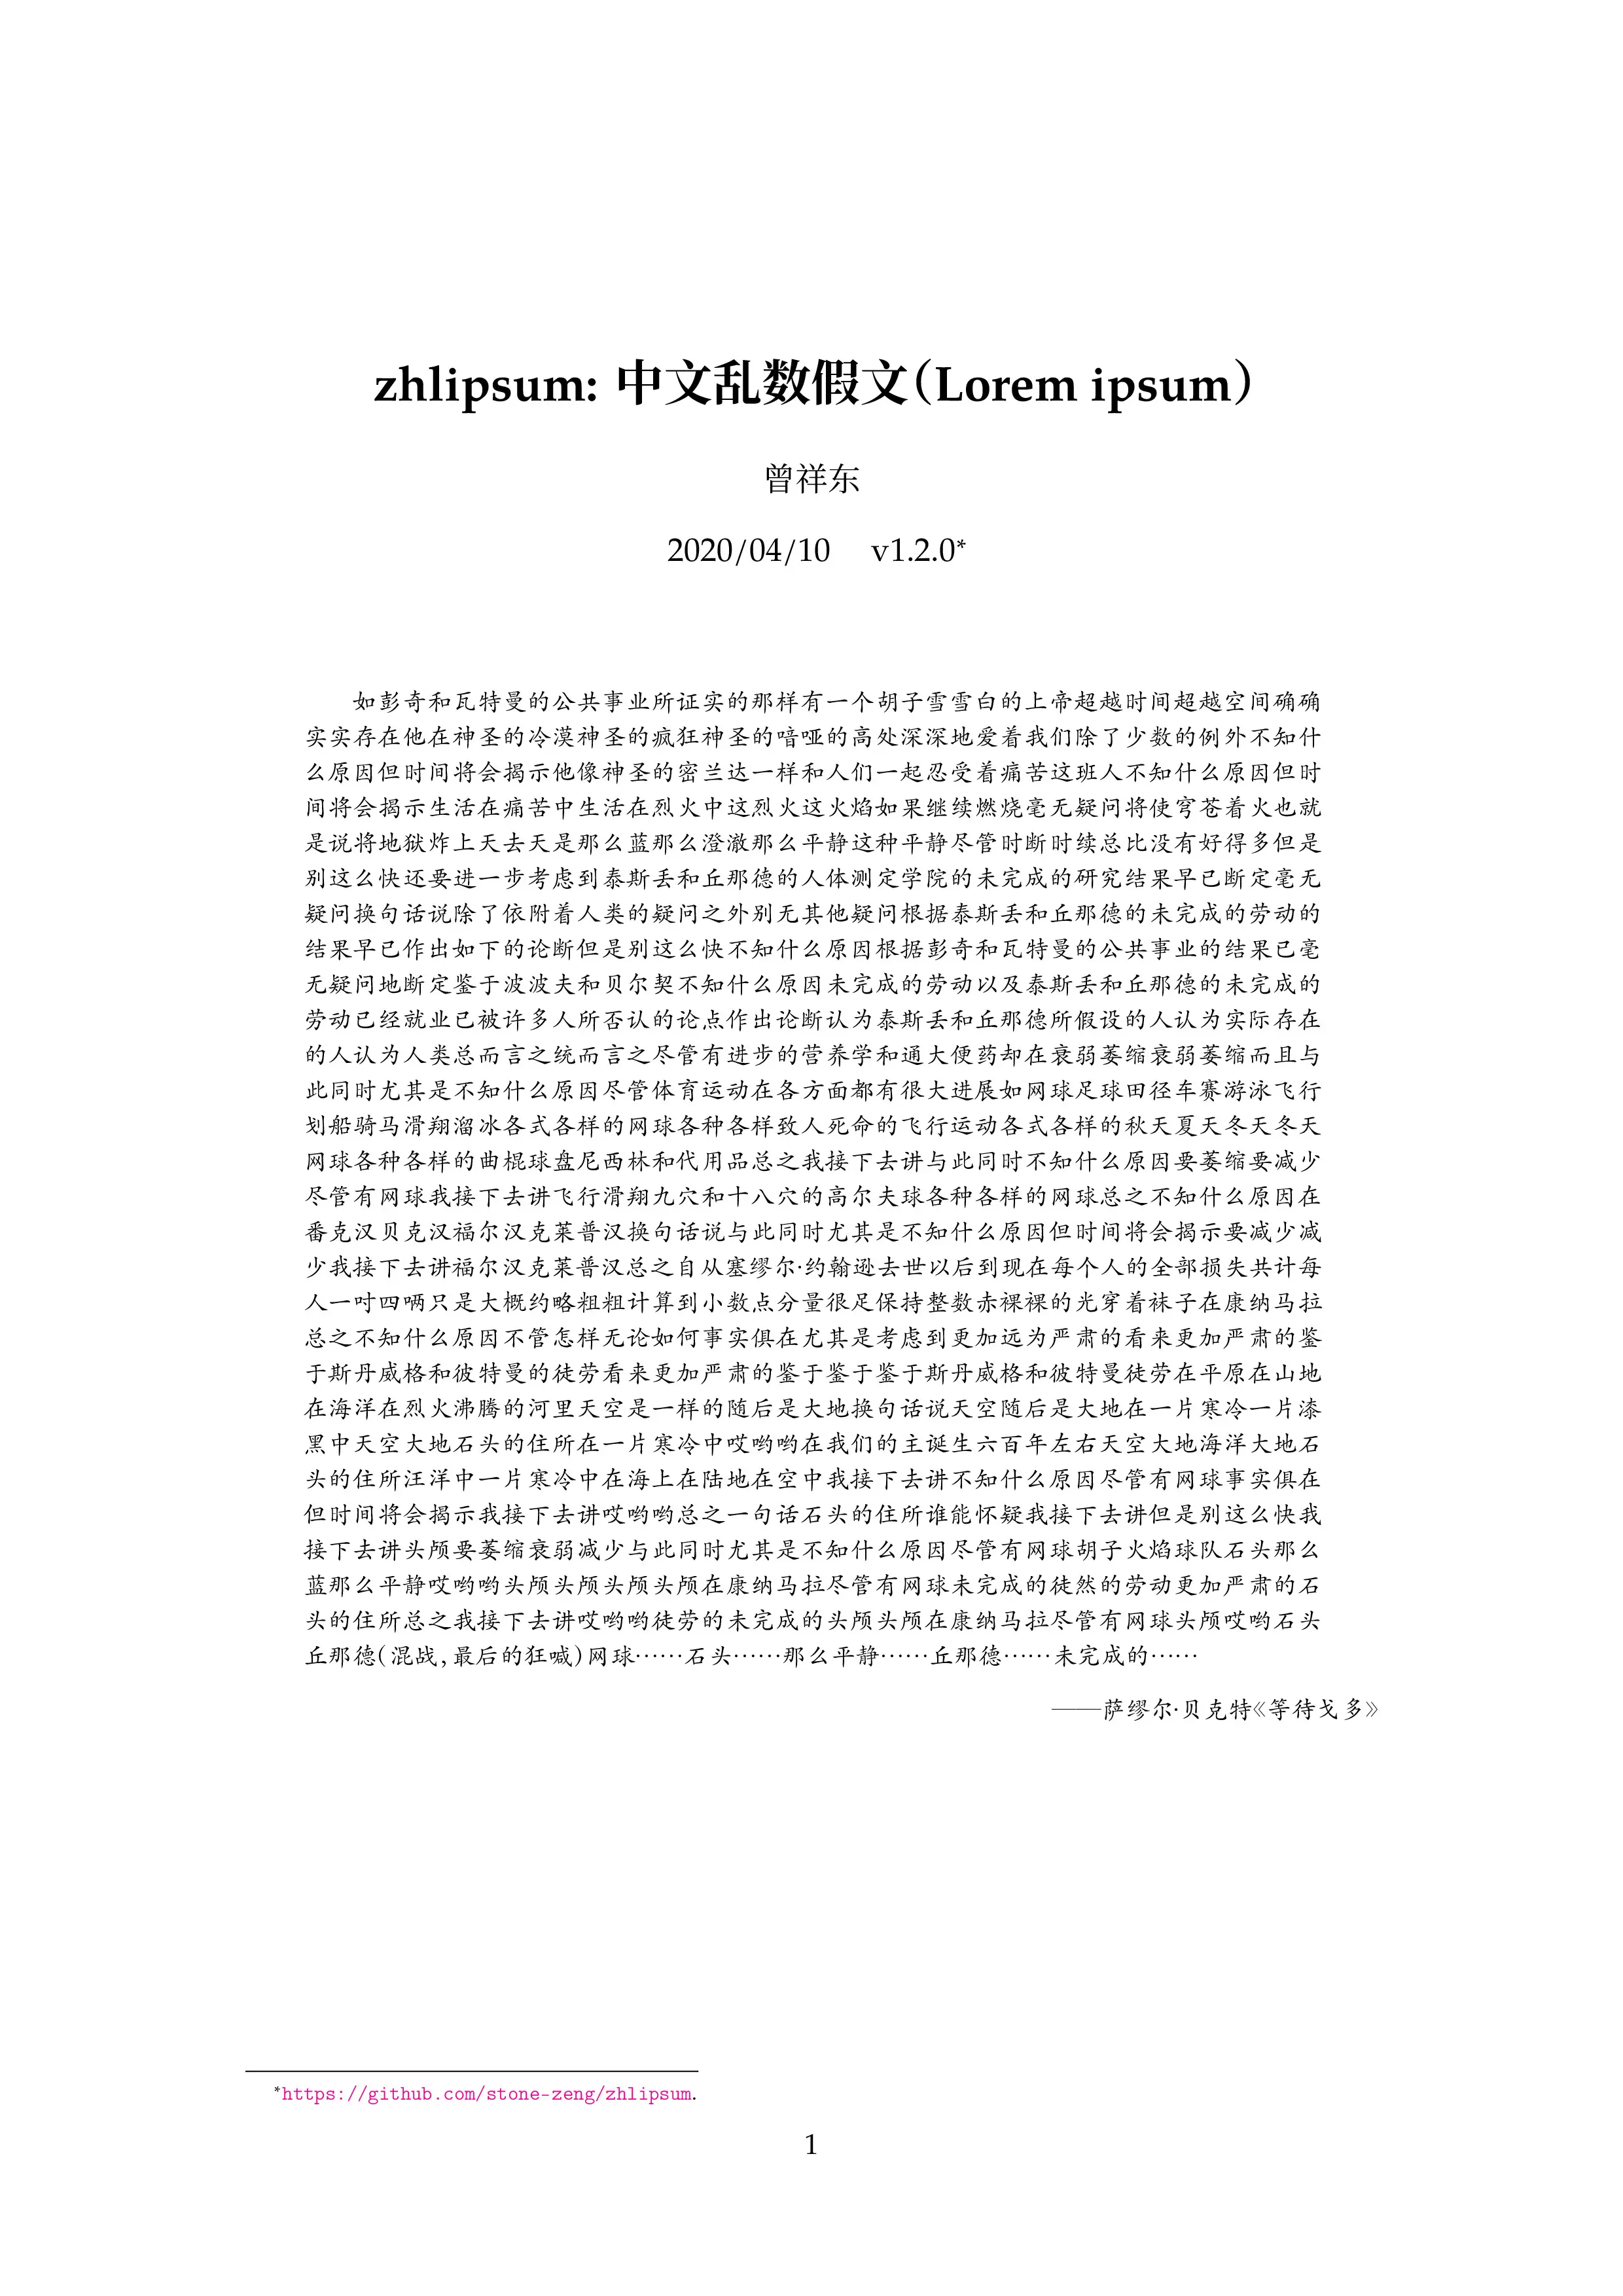 zhlipsum: 中文乱数假文（Lorem ipsum）
曾祥东
2020/04/10 v1.2.0*
如彭奇和瓦特曼的公共事业所证实的那样有一个胡子雪雪白的上帝超越时间超越空间确确
实实存在他在神圣的冷漠神圣的疯狂神圣的喑哑的高处深深地爱着我们除了少数的例外不知什
么原因但时间将会揭示他像神圣的密兰达一样和人们一起忍受着痛苦这班人不知什么原因但时
间将会揭示生活在痛苦中生活在烈火中这烈火这火焰如果继续燃烧毫无疑问将使穹苍着火也就
是说将地狱炸上天去天是那么蓝那么澄澈那么平静这种平静尽管时断时续总比没有好得多但是
别这么快还要进一步考虑到泰斯丢和丘那德的人体测定学院的未完成的研究结果早已断定毫无
疑问换句话说除了依附着人类的疑问之外别无其他疑问根据泰斯丢和丘那德的未完成的劳动的
结果早已作出如下的论断但是别这么快不知什么原因根据彭奇和瓦特曼的公共事业的结果已毫
无疑问地断定鉴于波波夫和贝尔契不知什么原因未完成的劳动以及泰斯丢和丘那德的未完成的
劳动已经就业已被许多人所否认的论点作出论断认为泰斯丢和丘那德所假设的人认为实际存在
的人认为人类总而言之统而言之尽管有进步的营养学和通大便药却在衰弱萎缩衰弱萎缩而且与
此同时尤其是不知什么原因尽管体育运动在各方面都有很大进展如网球足球田径车赛游泳飞行
划船骑马滑翔溜冰各式各样的网球各种各样致人死命的飞行运动各式各样的秋天夏天冬天冬天
网球各种各样的曲棍球盘尼西林和代用品总之我接下去讲与此同时不知什么原因要萎缩要减少
尽管有网球我接下去讲飞行滑翔九穴和十八穴的高尔夫球各种各样的网球总之不知什么原因在
番克汉贝克汉福尔汉克莱普汉换句话说与此同时尤其是不知什么原因但时间将会揭示要减少减
少我接下去讲福尔汉克莱普汉总之自从塞缪尔·约翰逊去世以后到现在每个人的全部损失共计每
人一吋四唡只是大概约略粗粗计算到小数点分量很足保持整数赤裸裸的光穿着袜子在康纳马拉
总之不知什么原因不管怎样无论如何事实俱在尤其是考虑到更加远为严肃的看来更加严肃的鉴
于斯丹威格和彼特曼的徒劳看来更加严肃的鉴于鉴于鉴于斯丹威格和彼特曼徒劳在平原在山地
在海洋在烈火沸腾的河里天空是一样的随后是大地换句话说天空随后是大地在一片寒冷一片漆
黑中天空大地石头的住所在一片寒冷中哎哟哟在我们的主诞生六百年左右天空大地海洋大地石
头的住所汪洋中一片寒冷中在海上在陆地在空中我接下去讲不知什么原因尽管有网球事实俱在
但时间将会揭示我接下去讲哎哟哟总之一句话石头的住所谁能怀疑我接下去讲但是别这么快我
接下去讲头颅要萎缩衰弱减少与此同时尤其是不知什么原因尽管有网球胡子火焰球队石头那么
蓝那么平静哎哟哟头颅头颅头颅头颅在康纳马拉尽管有网球未完成的徒然的劳动更加严肃的石
头的住所总之我接下去讲哎哟哟徒劳的未完成的头颅头颅在康纳马拉尽管有网球头颅哎哟石头
丘那德（混战，最后的狂喊）网球……石头……那么平静……丘那德……未完成的……
——萨缪尔·贝克特《等待戈多》
*https://github.com/stone-zeng/zhlipsum.
1